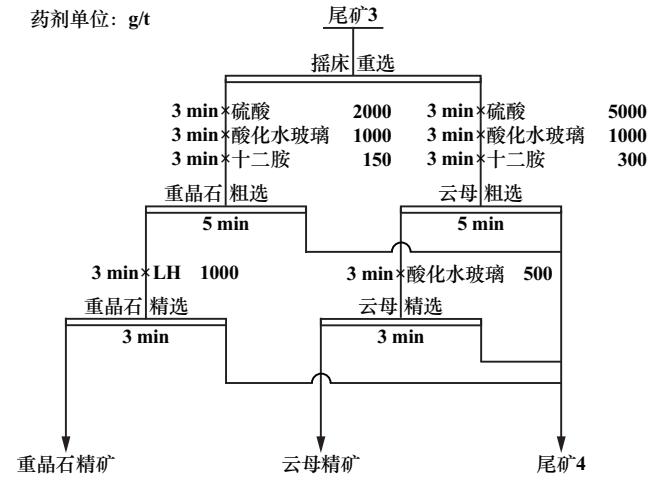 药剂单位：g/t
尾矿3
摇床 重选
3 min×硫酸 2000 3 min×硫酸 5000
3 min×酸化水玻璃 1000 3 min×酸化水玻璃 1000
3 min×十二胺 150 3 min×十二胺 300
重晶石 粗选 云母 粗选
5 min 5 min
3 min×LH 1000 3 min×酸化水玻璃 500
重晶石 精选 云母 精选
3 min 3 min
重晶石精矿 云母精矿 尾矿4